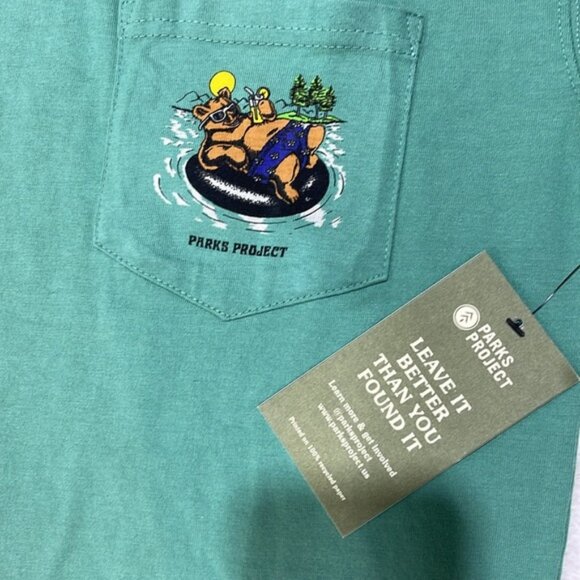 PARKS PROJECT
PARKS
PROJECT
LEAVE IT
BETTER
THAN YOU
FOUND IT
Learn more & get involved
@parksproject
www.parksproject.us
Printed on 100% recycled paper